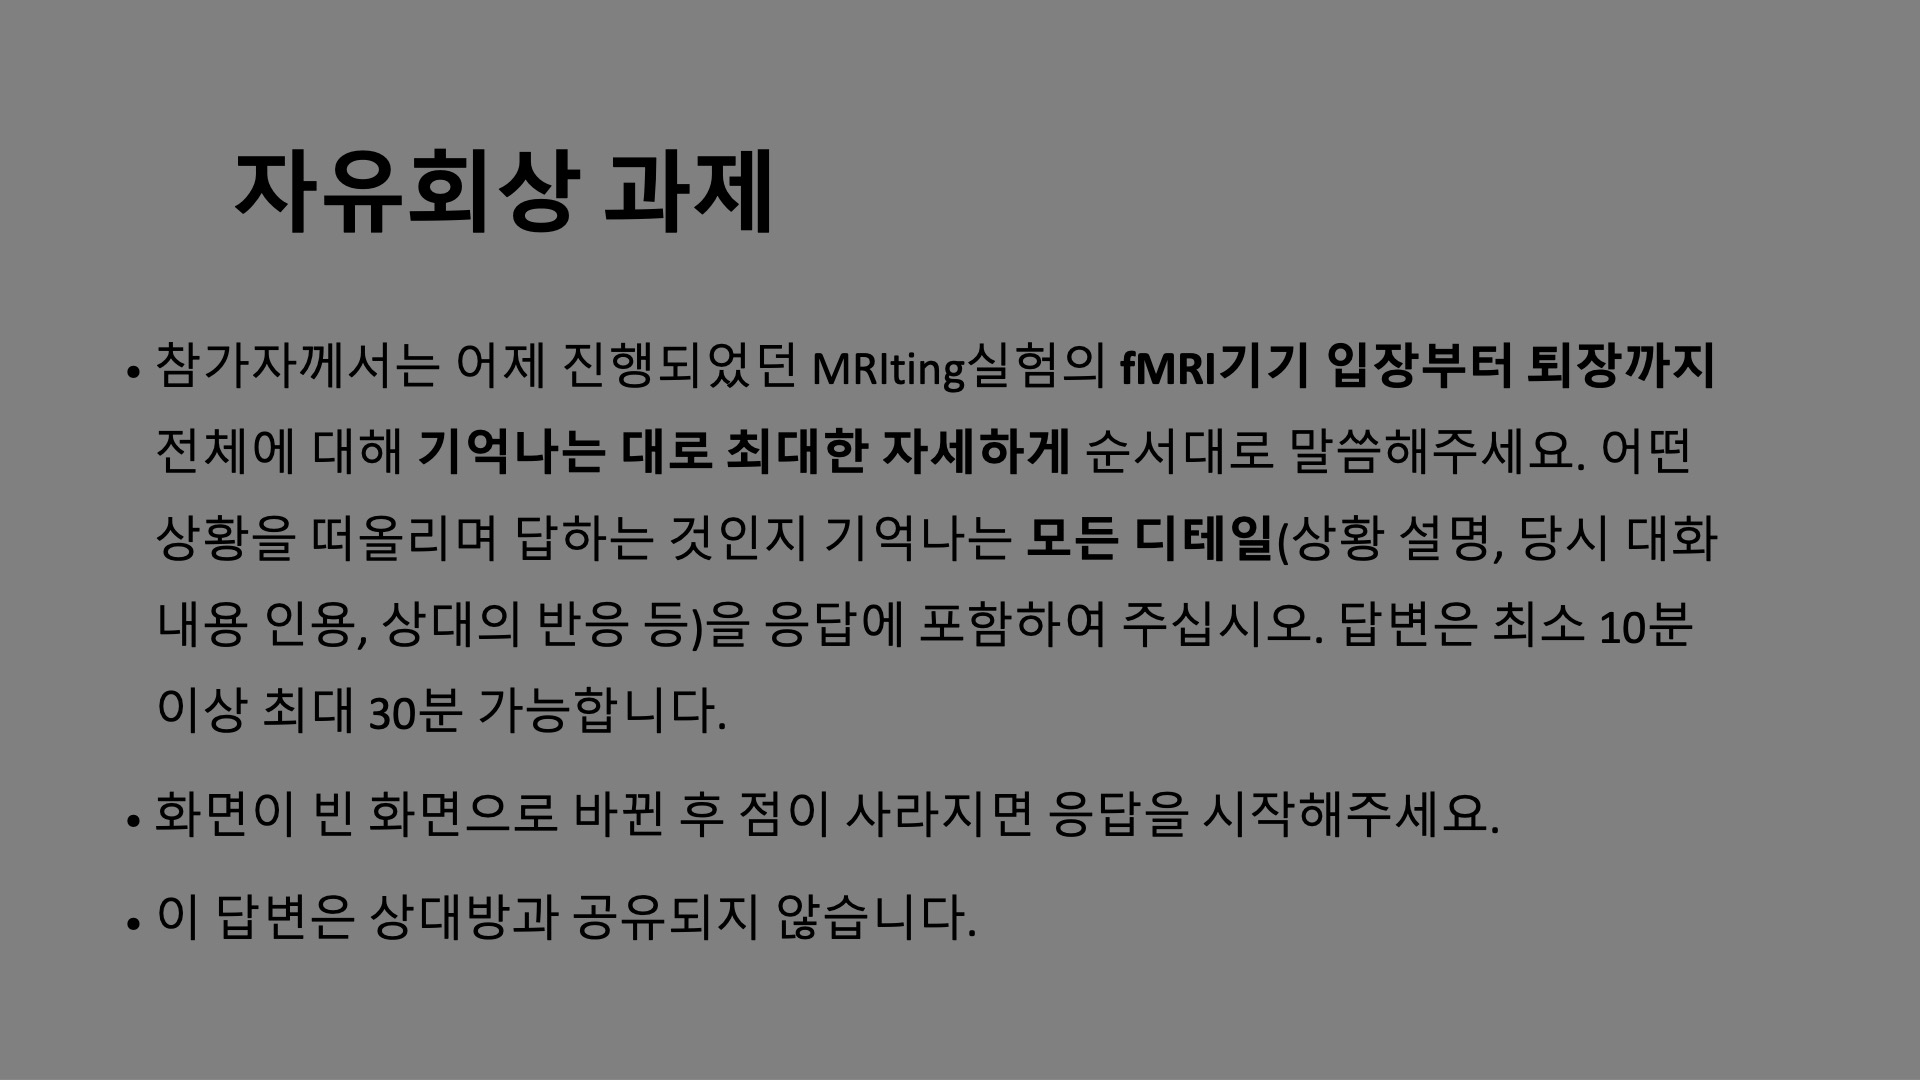 자유회상 과제
• 참가자께서는 어제 진행되었던 MRIting실험의 fMRI기기 입장부터 퇴장까지
전체에 대해 기억나는 대로 최대한 자세하게 순서대로 말씀해주세요. 어떤
상황을 떠올리며 답하는 것인지 기억나는 모든 디테일(상황 설명, 당시 대화
내용 인용, 상대의 반응 등)을 응답에 포함하여 주십시오. 답변은 최소 10분
이상 최대 30분 가능합니다.
• 화면이 빈 화면으로 바뀐 후 점이 사라지면 응답을 시작해주세요.
• 이 답변은 상대방과 공유되지 않습니다.